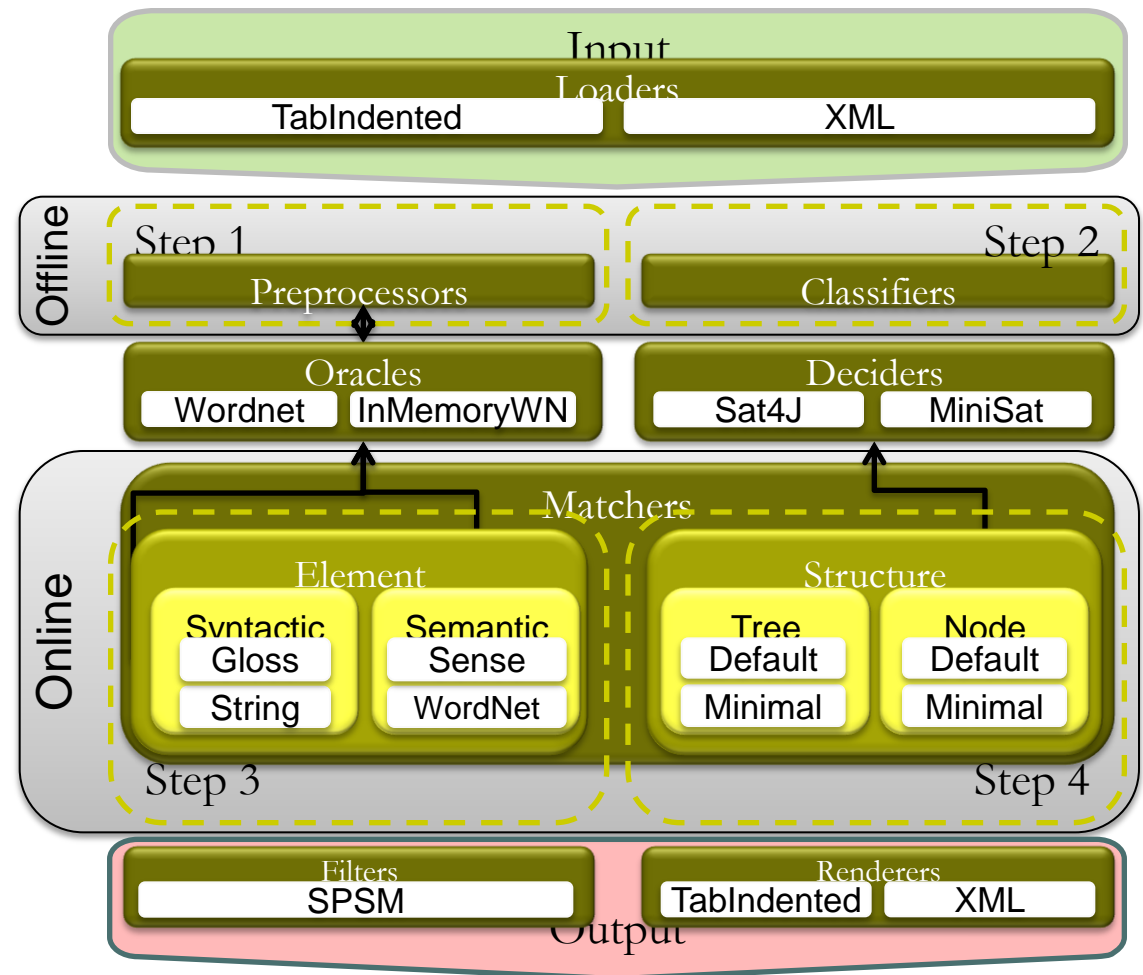 Input
Loaders
TabIndented XML
Offline
Step 1 Step 2
Preprocessors Classifiers
Oracles Deciders
Wordnet InMemoryWN Sat4J MiniSat
Online
Matchers
Element Structure
Syntactic Semantic Tree Node
Gloss Sense Default Default
String WordNet Minimal Minimal
Step 3 Step 4
Filters Renderers
SPSM TabIndented XML
Output